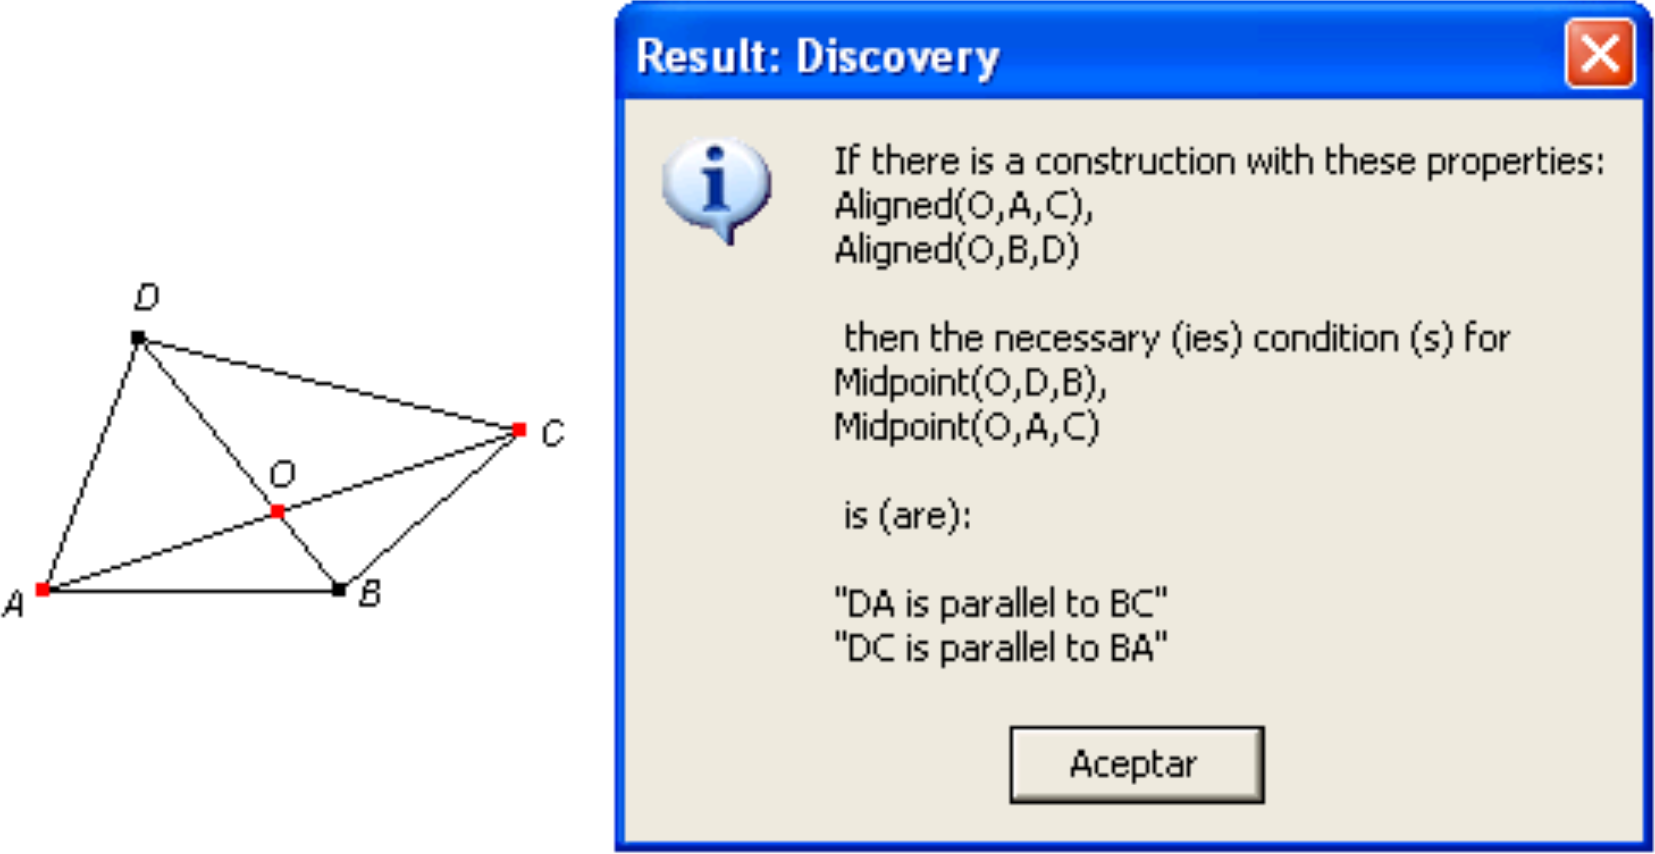 D
C
O
A
B
Result: Discovery
If there is a construction with these properties:
Aligned(O,A,C),
Aligned(O,B,D)
then the necessary (ies) condition (s) for
Midpoint(O,D,B),
Midpoint(O,A,C)
is (are):
"DA is parallel to BC"
"DC is parallel to BA"
Aceptar